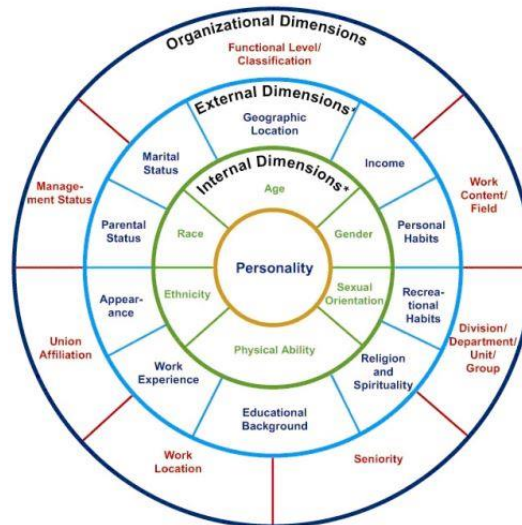 Organizational Dimensions
Functional Level/
Classification
External Dimensions*
Geographic
Location
Marital
Status
Income
Internal Dimensions*
Age
Manage-
ment Status
Work
Content/
Field
Parental
Status
Race
Gender
Personal
Habits
Personality
Appear-
ance
Ethnicity
Sexual
Orientation
Recrea-
tional
Habits
Union
Affiliation
Division/
Department/
Unit/
Group
Physical Ability
Work
Experience
Religion
and
Spirituality
Educational
Background
Work
Location
Seniority